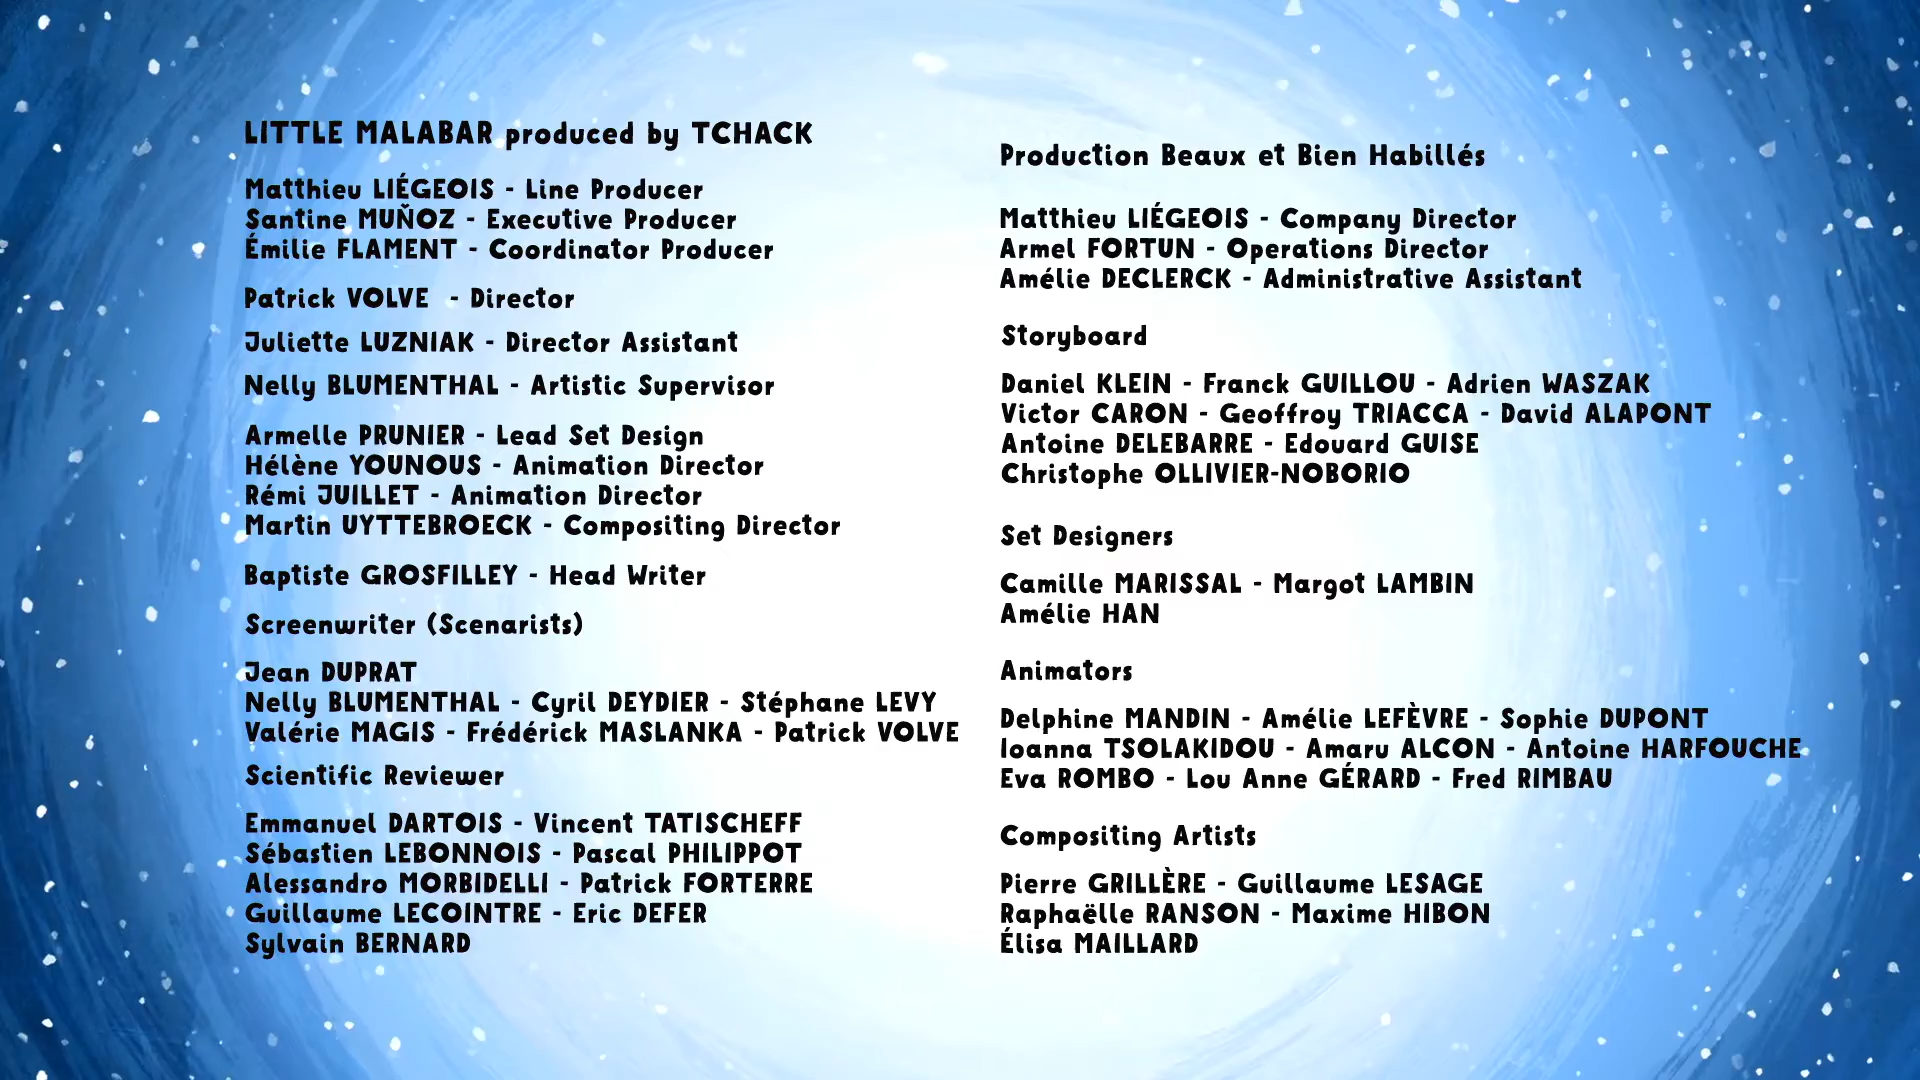 LITTLE MALABAR produced by TCHACK
Matthieu LIÉGEOIS - Line Producer
Santine MUÑOZ - Executive Producer
Émilie FLAMENT - Coordinator Producer
Patrick VOLVE - Director
Juliette LUZNIAK - Director Assistant
Nelly BLUMENTHAL - Artistic Supervisor
Armelle PRUNIER - Lead Set Design
Hélène YOUNOUS - Animation Director
Rémi JUILLET - Animation Director
Martin UYTTEBROECK - Compositing Director
Baptiste GROSFILLEY - Head Writer
Screenwriter (Scenarists)
Jean DUPRAT
Nelly BLUMENTHAL - Cyril DEYDIER - Stéphane LEVY
Valérie MAGIS - Frédérick MASLANKA - Patrick VOLVE
Scientific Reviewer
Emmanuel DARTOIS - Vincent TATISCHEFF
Sébastien LEBONNOIS - Pascal PHILIPPOT
Alessandro MORBIDELLI - Patrick FORTERRE
Guillaume LECOINTRE - Eric DEFER
Sylvain BERNARD
Production Beaux et Bien Habillés
Matthieu LIÉGEOIS - Company Director
Armel FORTUN - Operations Director
Amélie DECLERCK - Administrative Assistant
Storyboard
Daniel KLEIN - Franck GUILLOU - Adrien WASZAK
Victor CARON - Geoffroy TRIACCA - David ALAPONT
Antoine DELEBARRE - Edouard GUISE
Christophe OLLIVIER-NOBORIO
Set Designers
Camille MARISSAL - Margot LAMBIN
Amélie HAN
Animators
Delphine MANDIN - Amélie LEFÈVRE - Sophie DUPONT
Ioanna TSOLAKIDOU - Amaru ALCON - Antoine HARFOUCHE
Eva ROMBO - Lou Anne GÉRARD - Fred RIMBAU
Compositing Artists
Pierre GRILLÈRE - Guillaume LESAGE
Raphaëlle RANSON - Maxime HIBON
Élisa MAILLARD